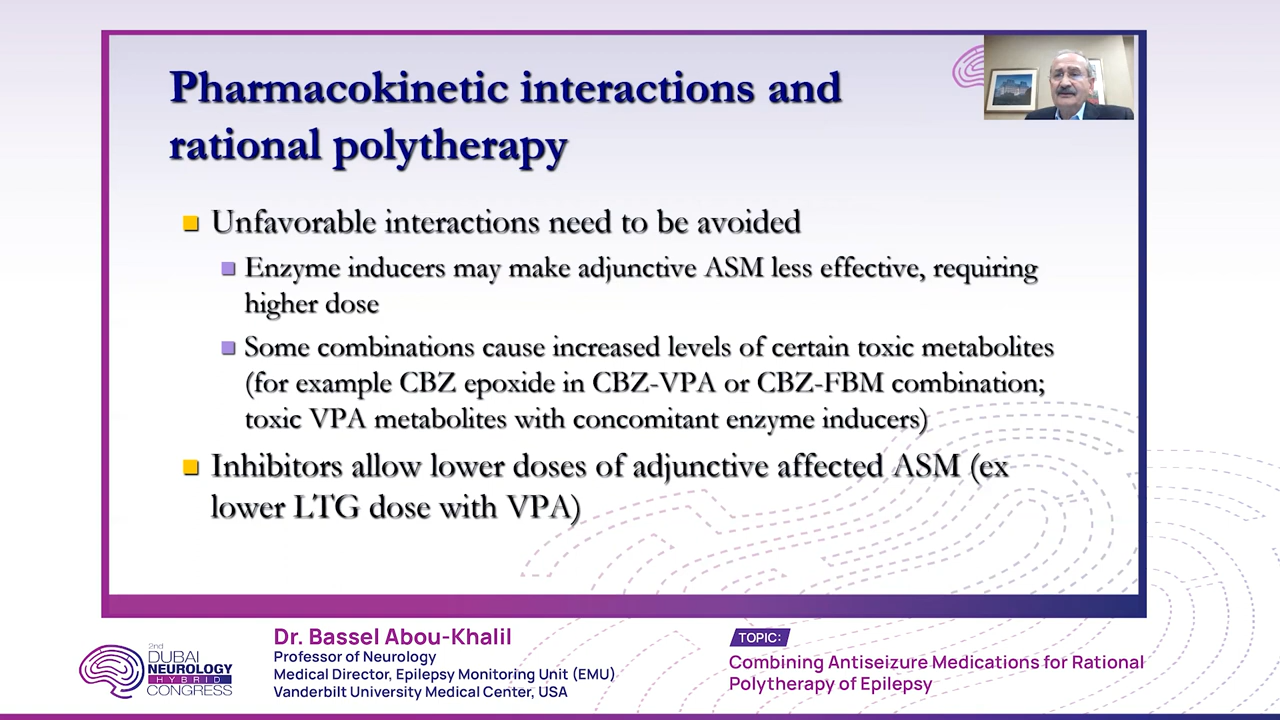 Pharmacokinetic interactions and
rational polytherapy
Unfavorable interactions need to be avoided
Enzyme inducers may make adjunctive ASM less effective, requiring
higher dose
Some combinations cause increased levels of certain toxic metabolites
(for example CBZ epoxide in CBZ-VPA or CBZ-FBM combination;
toxic VPA metabolites with concomitant enzyme inducers)
Inhibitors allow lower doses of adjunctive affected ASM (ex
lower LTG dose with VPA)
2nd
DUBAI
NEUROLOGY
HYBRID
CONGRESS
Dr. Bassel Abou-Khalil
Professor of Neurology
Medical Director, Epilepsy Monitoring Unit (EMU)
Vanderbilt University Medical Center, USA
TOPIC:
Combining Antiseizure Medications for Rational
Polytherapy of Epilepsy